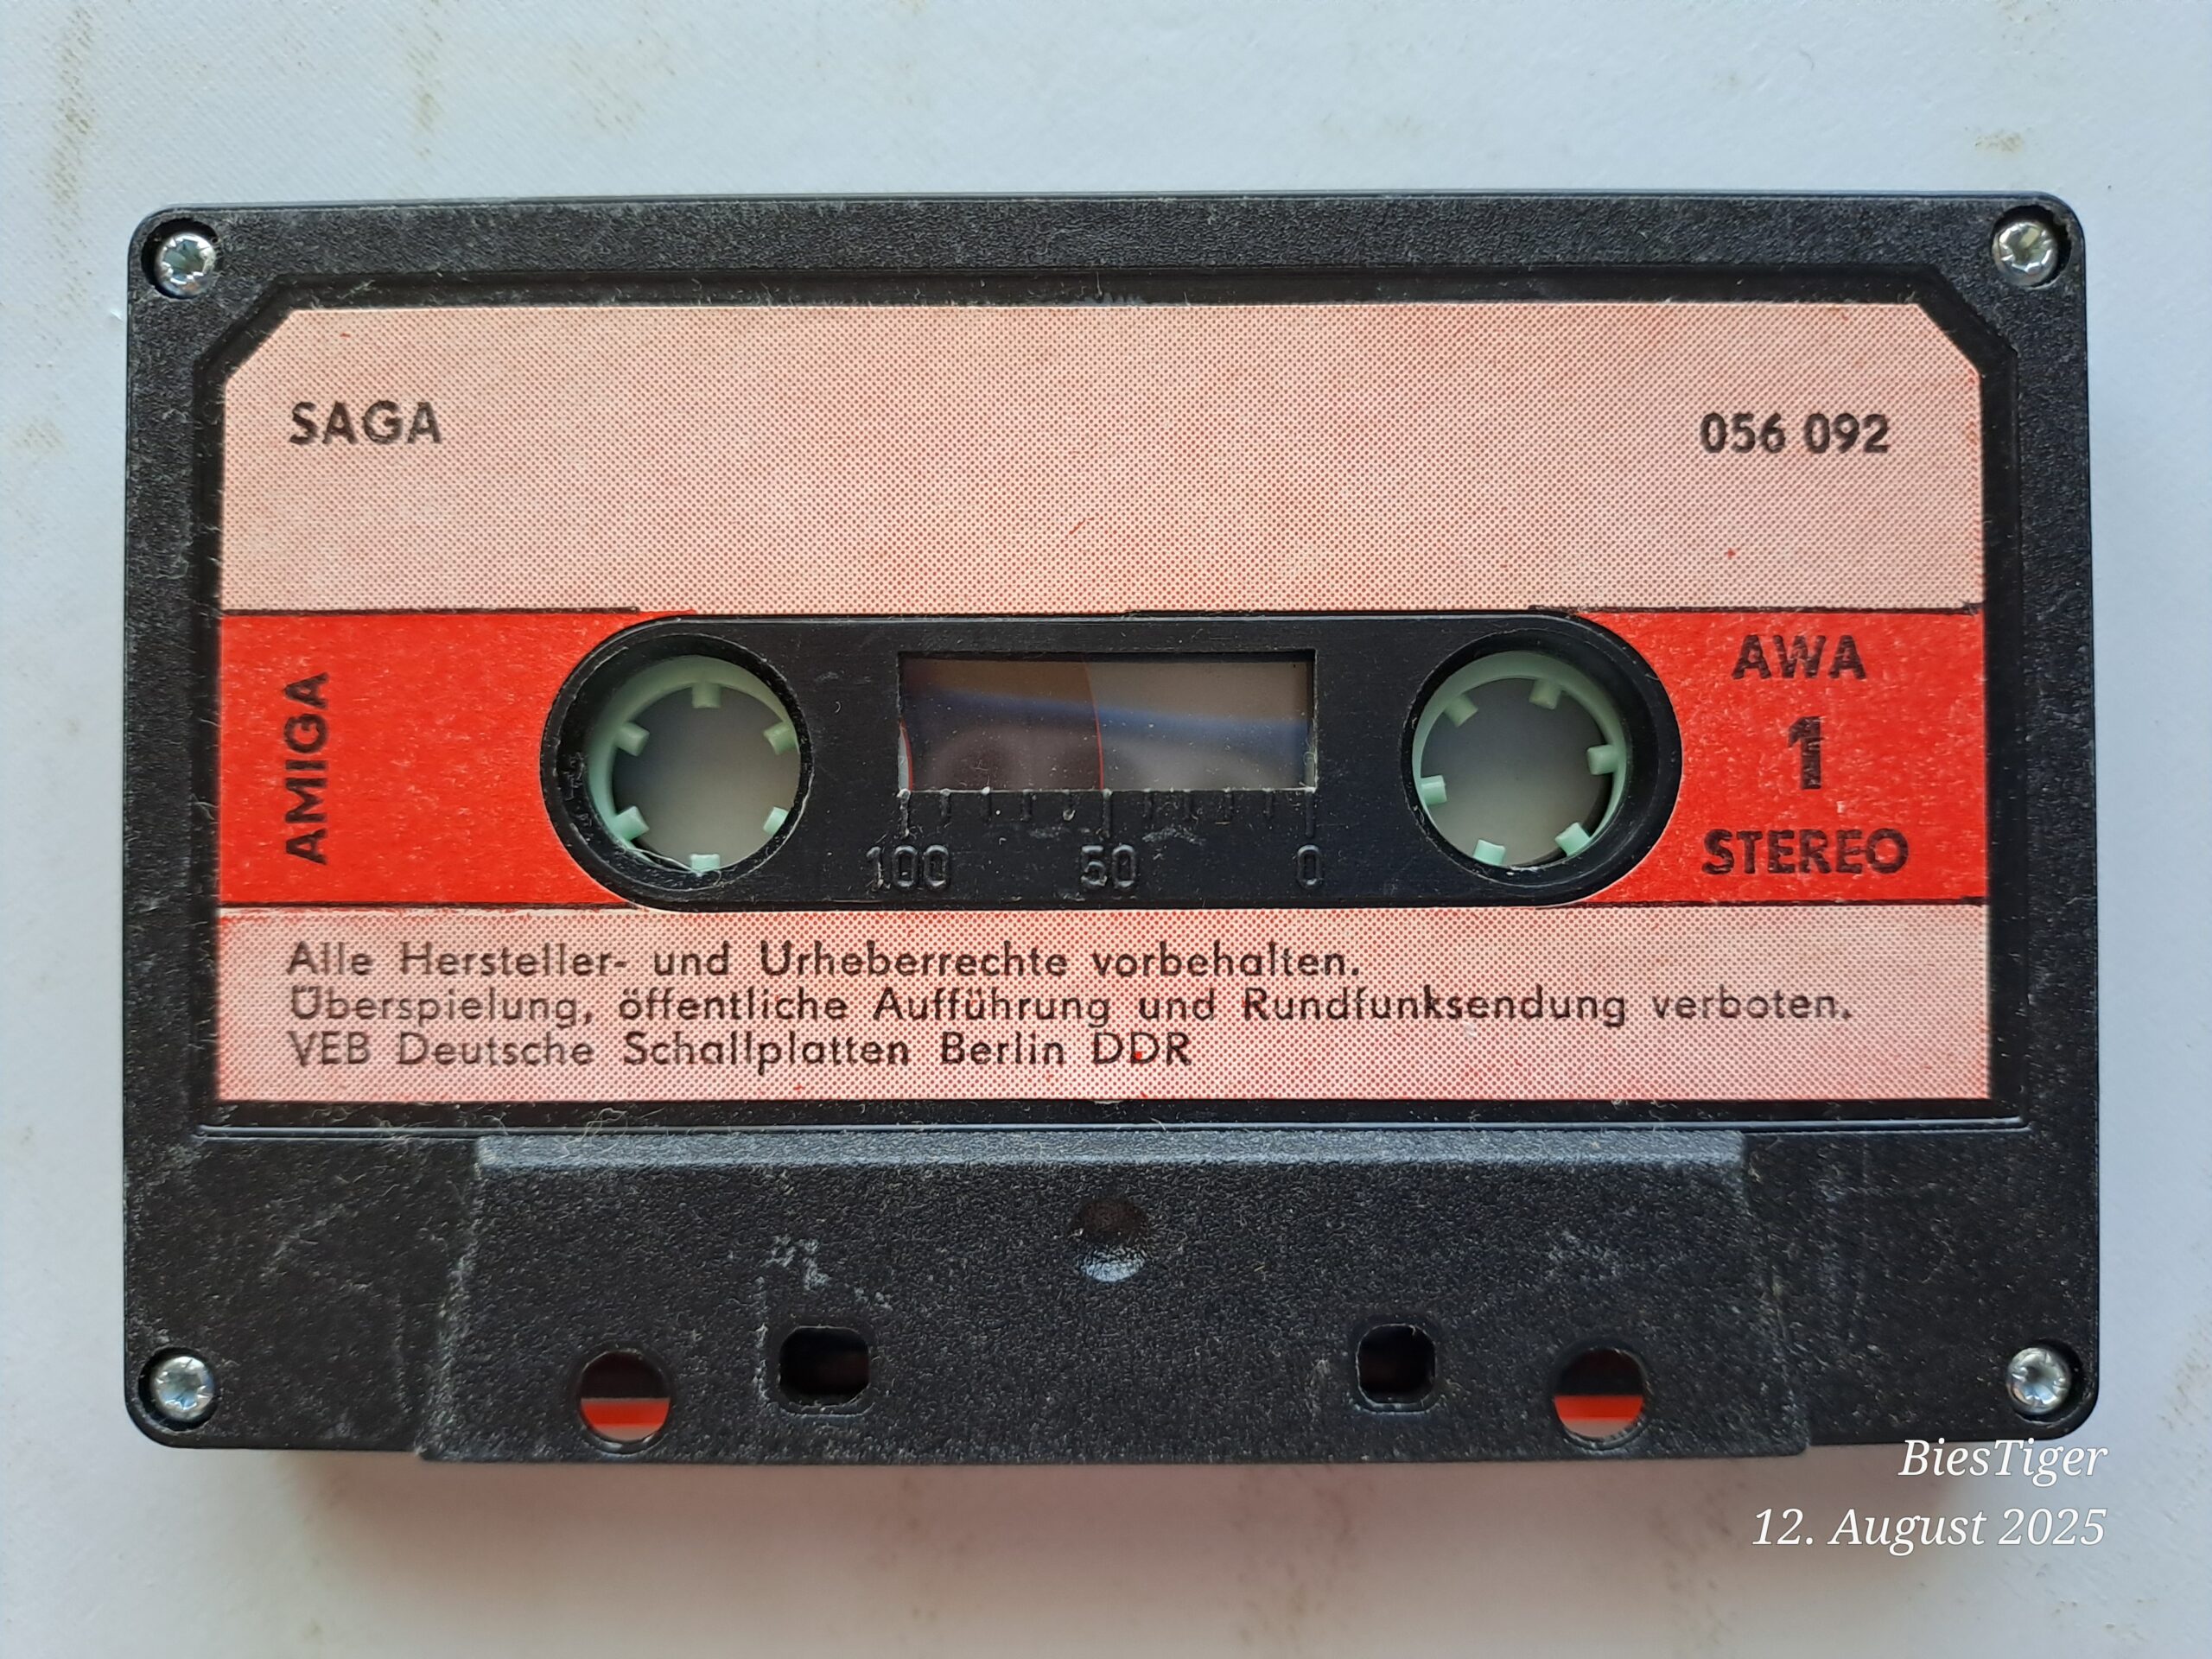 SAGA
056 092
AMIGA
AWA
1
STEREO
100 50 0
Alle Hersteller- und Urheberrechte vorbehalten.
Überspielung, öffentliche Aufführung und Rundfunksendung verboten.
VEB Deutsche Schallplatten Berlin DDR
BiesTiger
12. August 2025